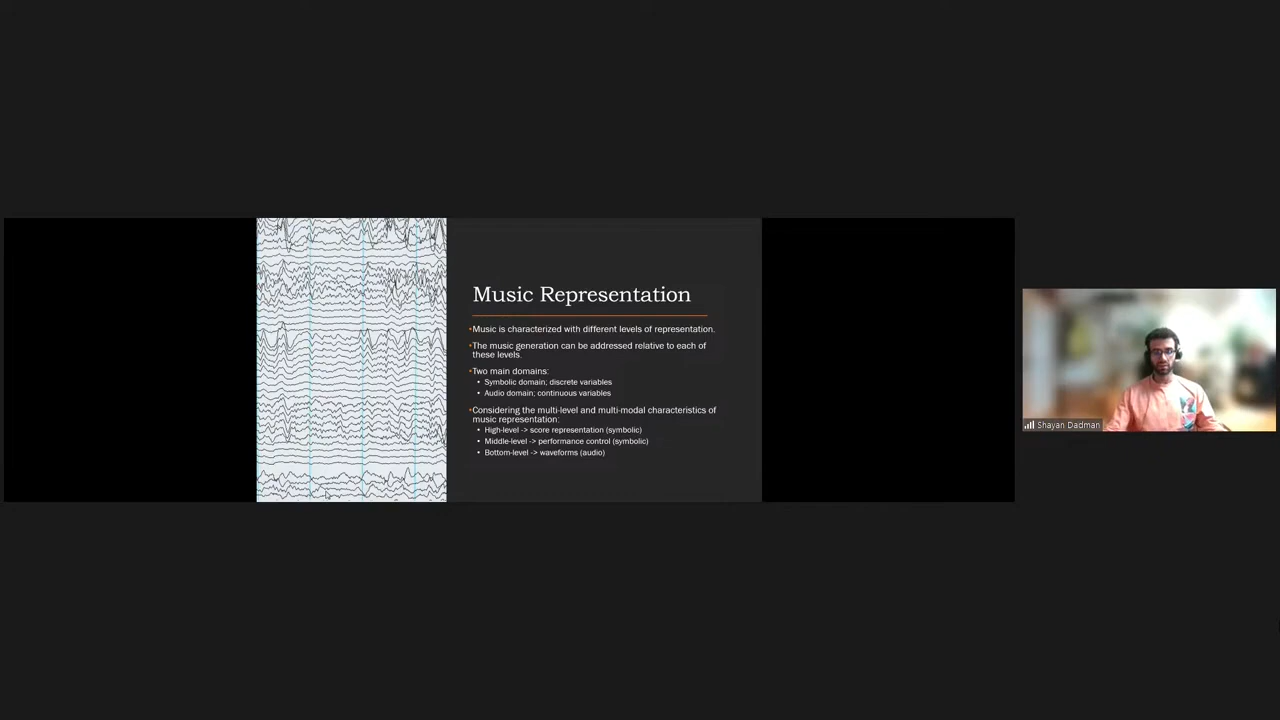 Music Representation
•Music is characterized with different levels of representation.
•The music generation can be addressed relative to each of
these levels.
•Two main domains:
• Symbolic domain; discrete variables
• Audio domain; continuous variables
•Considering the multi-level and multi-modal characteristics of
music representation:
• High-level -> score representation (symbolic)
• Middle-level -> performance control (symbolic)
• Bottom-level -> waveforms (audio)
Shayan Dadman